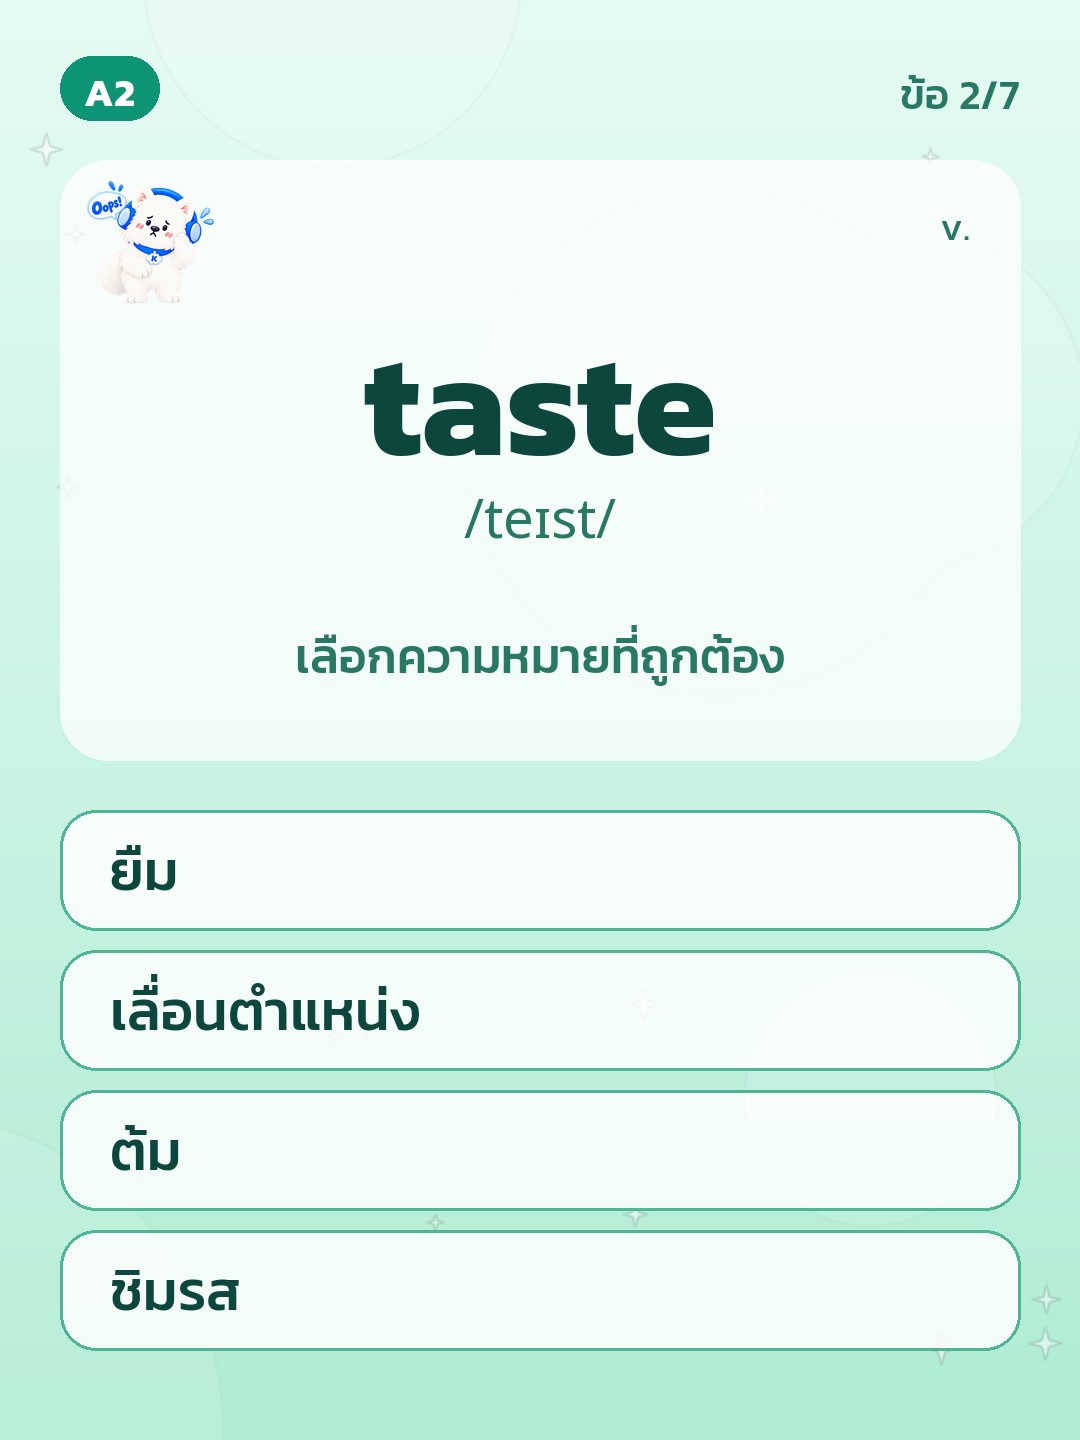 A2
ข้อ 2/7
Oops!
v.
K
taste
/teɪst/
เลือกความหมายที่ถูกต้อง
ยืม
เลื่อนตำแหน่ง
ต้ม
ชิมรส